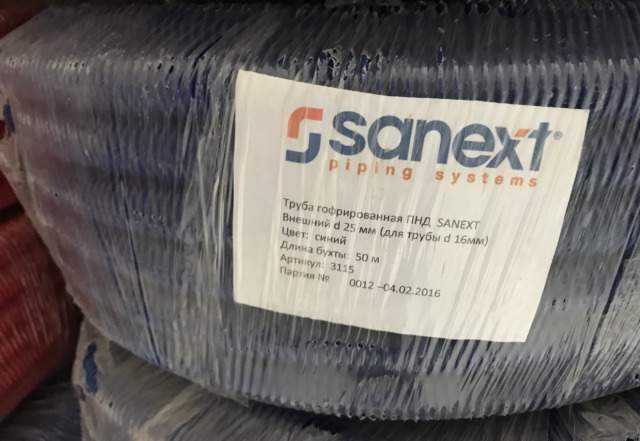 sanext®
piping systems
Труба гофрированная ПНД SANEXT
Внешний d 25 мм (для трубы d 16мм)
Цвет: синий
Длина бухты: 50 м
Артикул: 3115
Партия № 0012 –04.02.2016